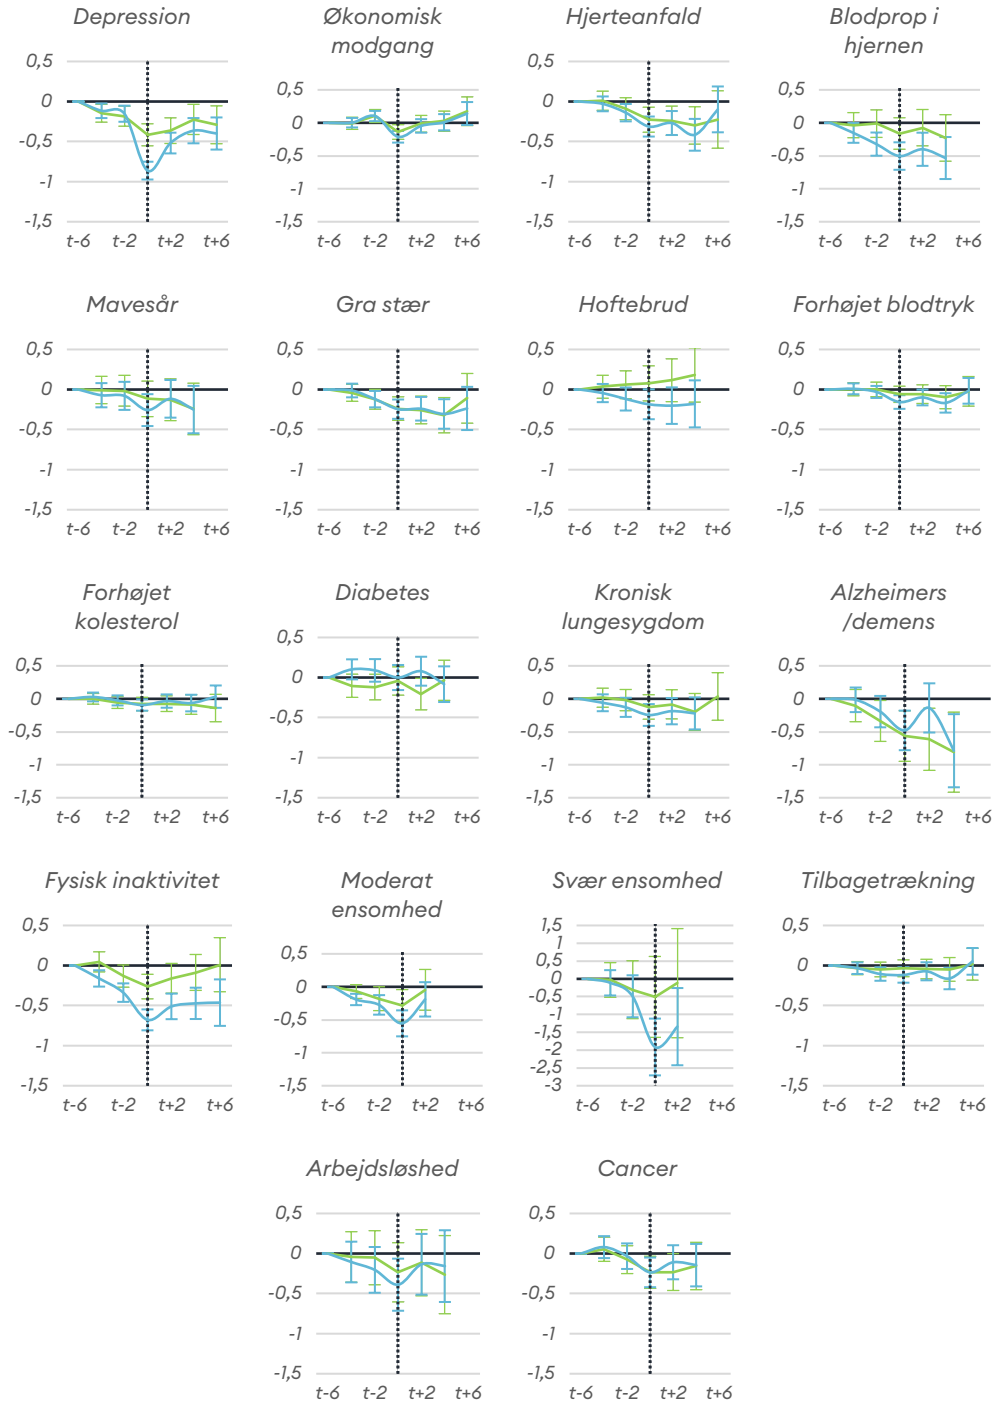 Depression
0,5
0
-0,5
-1
-1,5
t-6 t-2 t+2 t+6
Økonomisk
modgang
0,5
0
-0,5
-1
-1,5
t-6 t-2 t+2 t+6
Hjerteanfald
0,5
0
-0,5
-1
-1,5
t-6 t-2 t+2 t+6
Blodprop i
hjernen
0,5
0
-0,5
-1
-1,5
t-6 t-2 t+2 t+6
Mavesår
0,5
0
-0,5
-1
-1,5
t-6 t-2 t+2 t+6
Gra stær
0,5
0
-0,5
-1
-1,5
t-6 t-2 t+2 t+6
Hoftebrud
0,5
0
-0,5
-1
-1,5
t-6 t-2 t+2 t+6
Forhøjet blodtryk
0,5
0
-0,5
-1
-1,5
t-6 t-2 t+2 t+6
Forhøjet
kolesterol
0,5
0
-0,5
-1
-1,5
t-6 t-2 t+2 t+6
Diabetes
0,5
0
-0,5
-1
-1,5
t-6 t-2 t+2 t+6
Kronisk
lungesygdom
0,5
0
-0,5
-1
-1,5
t-6 t-2 t+2 t+6
Alzheimers
/demens
0,5
0
-0,5
-1
-1,5
t-6 t-2 t+2 t+6
Fysisk inaktivitet
0,5
0
-0,5
-1
-1,5
t-6 t-2 t+2 t+6
Moderat
ensomhed
0,5
0
-0,5
-1
-1,5
t-6 t-2 t+2 t+6
Svær ensomhed
1,5
1
0,5
0
-0,5
-1
-1,5
-2
-2,5
-3
t-6 t-2 t+2 t+6
Tilbagetrækning
0,5
0
-0,5
-1
-1,5
t-6 t-2 t+2 t+6
Arbejdsløshed
0,5
0
-0,5
-1
-1,5
t-6 t-2 t+2 t+6
Cancer
0,5
0
-0,5
-1
-1,5
t-6 t-2 t+2 t+6